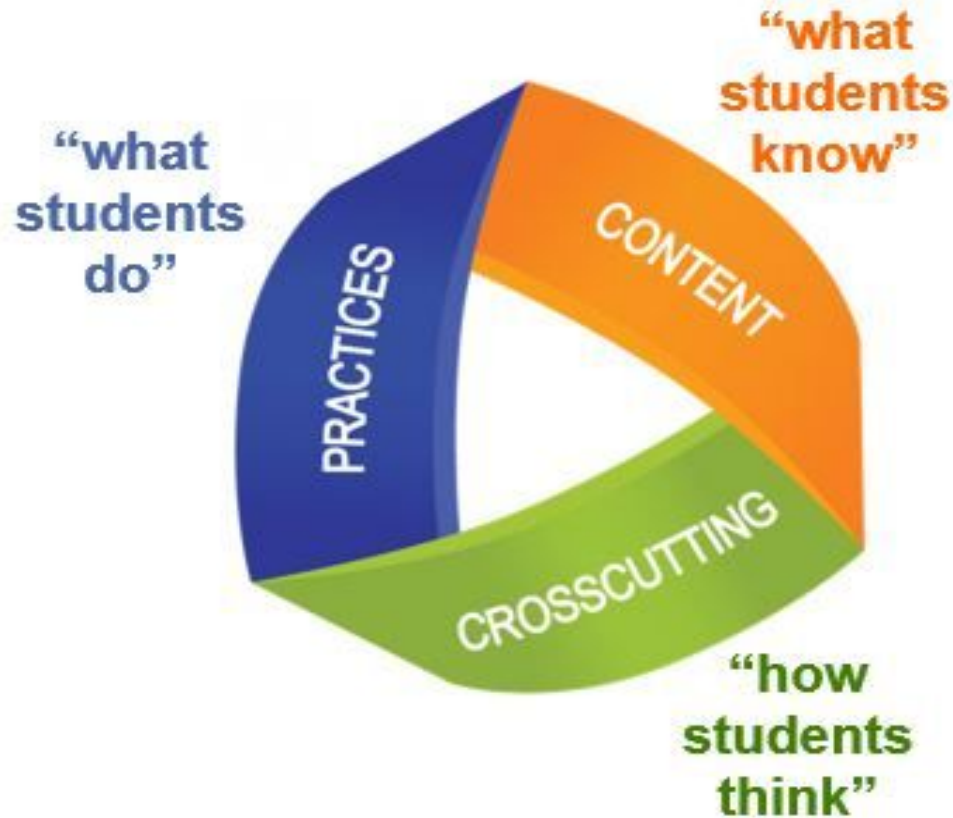 “what
students
do”
PRACTICES
“what
students
know”
CONTENT
CROSSCUTTING
“how
students
think”